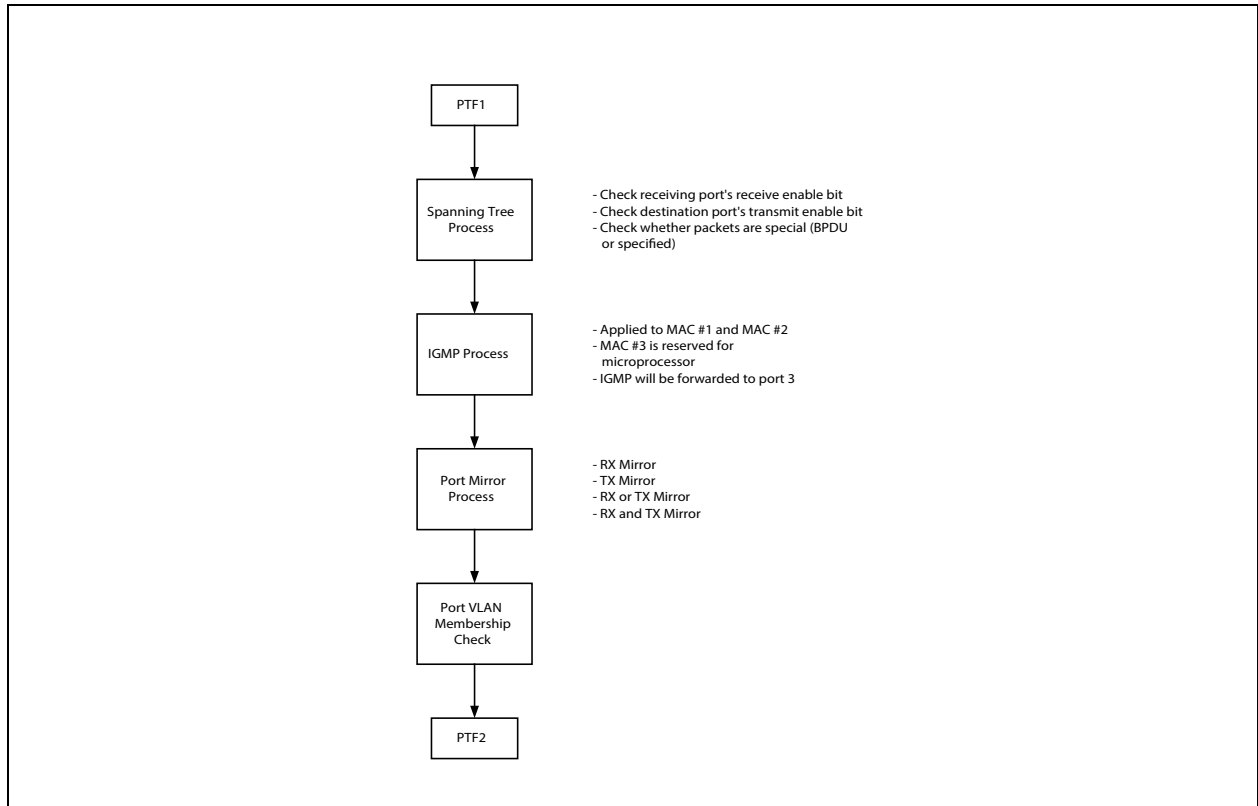 PTF1
Spanning Tree
Process
- Check receiving port's receive enable bit
- Check destination port's transmit enable bit
- Check whether packets are special (BPDU
or specified)
IGMP Process
- Applied to MAC #1 and MAC #2
- MAC #3 is reserved for
microprocessor
- IGMP will be forwarded to port 3
Port Mirror
Process
- RX Mirror
- TX Mirror
- RX or TX Mirror
- RX and TX Mirror
Port VLAN
Membership
Check
PTF2